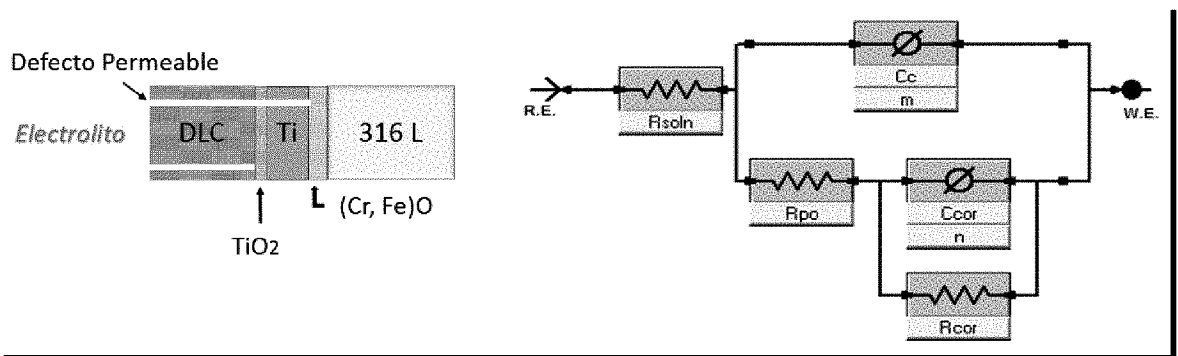 Defecto Permeable
Electrolito
DLC
Ti
316 L
(Cr, Fe)O
TiO2
R.E.
Rsoln
Cc
m
W.E.
Rpo
Ccor
n
Rcor